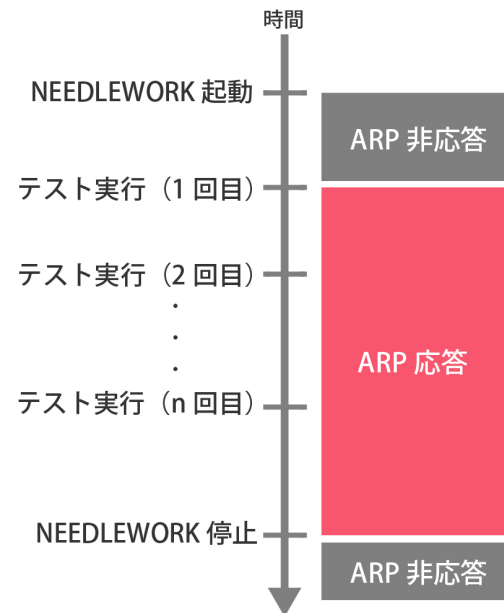 時間
NEEDLEWORK 起動
ARP 非応答
テスト実行（1 回目）
テスト実行（2 回目）
・
・
・
ARP 応答
テスト実行（n 回目）
NEEDLEWORK 停止
ARP 非応答